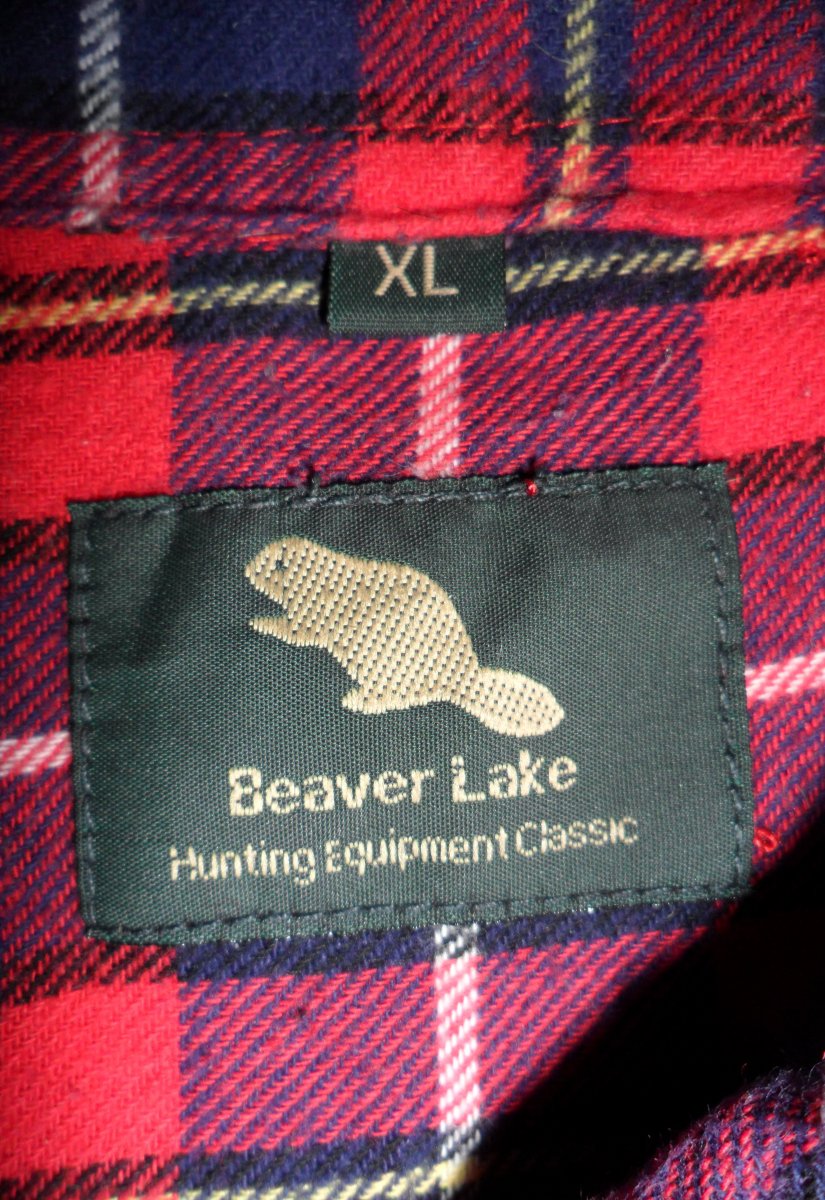 XL
Beaver Lake
Hunting Equipment Classic